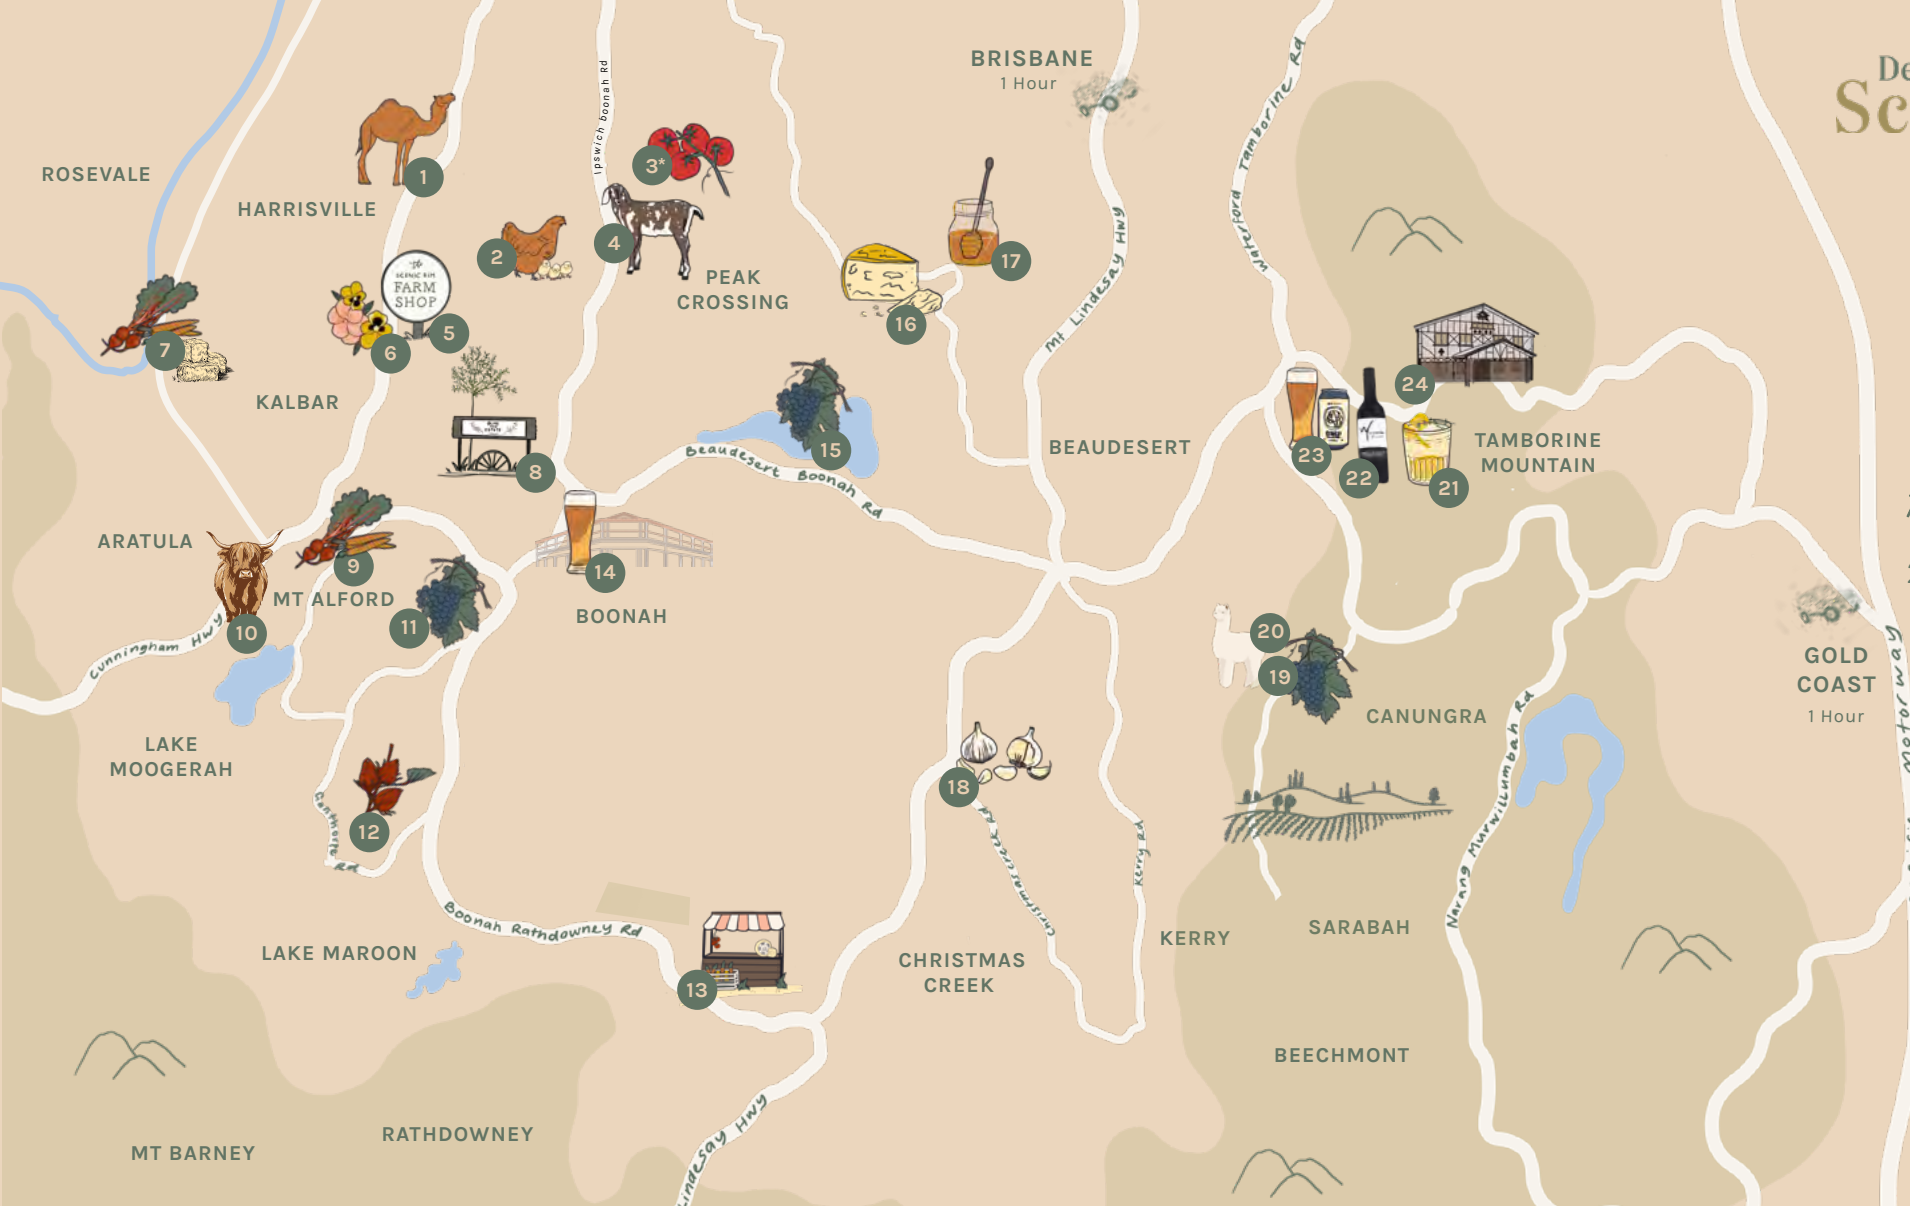 BRISBANE
1 Hour
De
Sc
Ipswich boonah Rd
Waterford Tamborine Rd
ROSEVALE
HARRISVILLE
1
2
3*
4
PEAK
CROSSING
the
SCENIC RIM
FARM
SHOP
5
6
7
KALBAR
8
16
17
Mt Lindesay Hwy
15
Beaudesert Boonah Rd
BEAUDESERT
24
23
22
21
TAMBORINE
MOUNTAIN
ARATULA
9
10
MT ALFORD
11
14
BOONAH
Cunningham Hwy
20
19
CANUNGRA
GOLD
COAST
1 Hour
Motorway
LAKE
MOOGERAH
12
Rd
18
Christmas creek Rd
Kerry Rd
Nerang Murwillumbah Rd
Boonah Rathdowney Rd
LAKE MAROON
13
CHRISTMAS
CREEK
KERRY
SARABAH
BEECHMONT
RATHDOWNEY
MT BARNEY
Lindesay Hwy